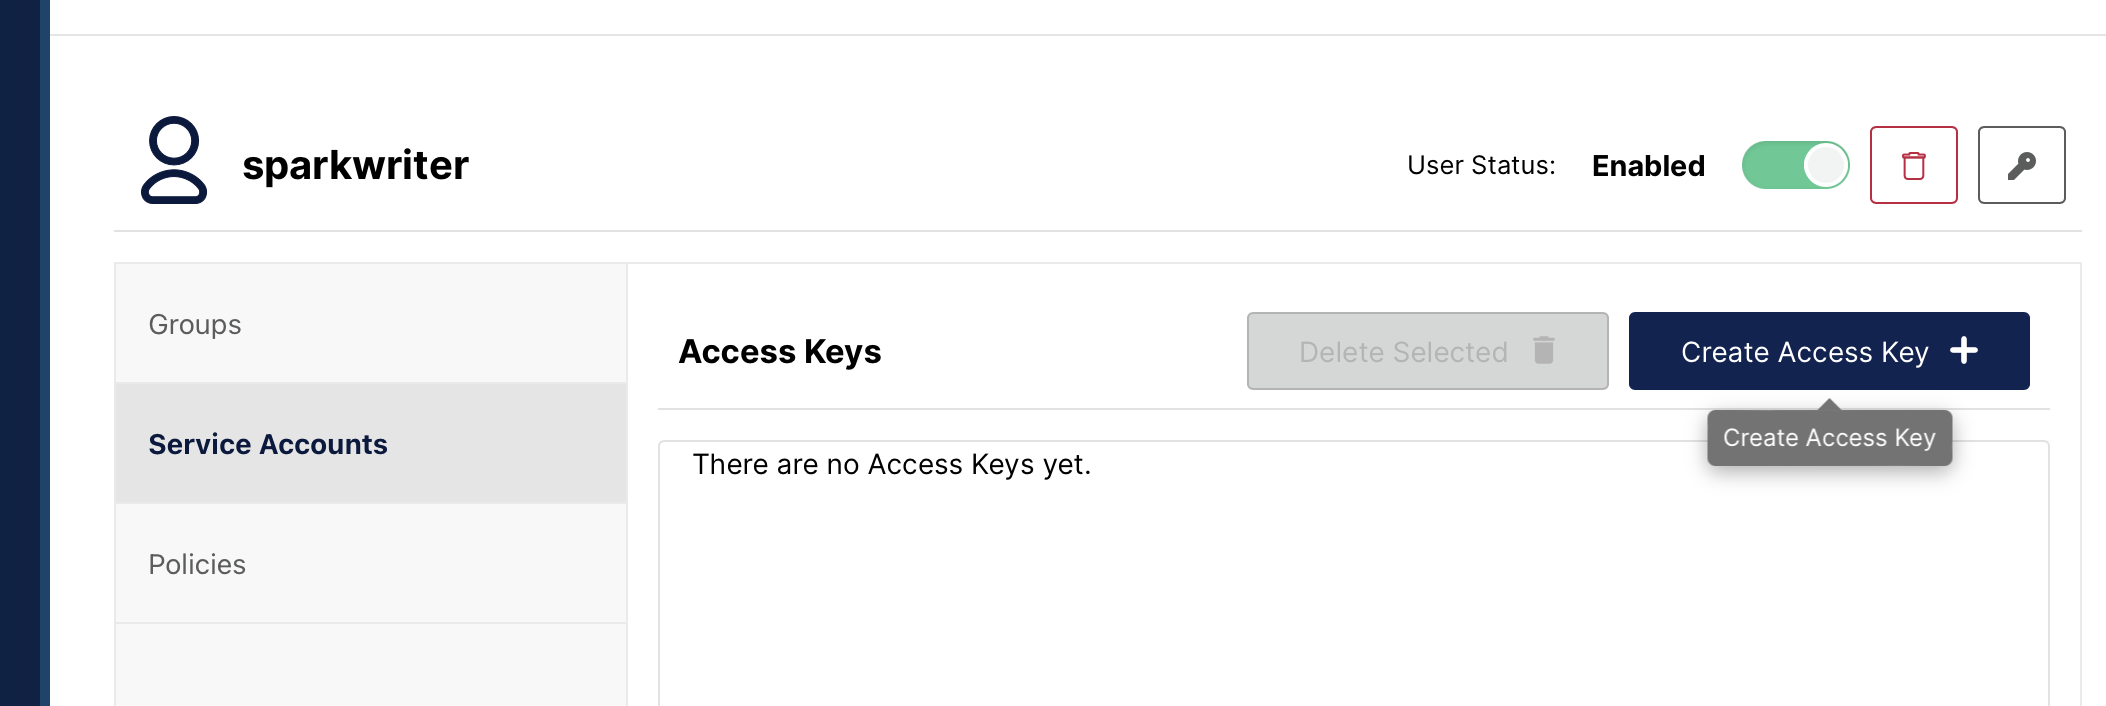 sparkwriter
User Status: Enabled
Groups
Service Accounts
Policies
Access Keys
Delete Selected
Create Access Key
Create Access Key
There are no Access Keys yet.